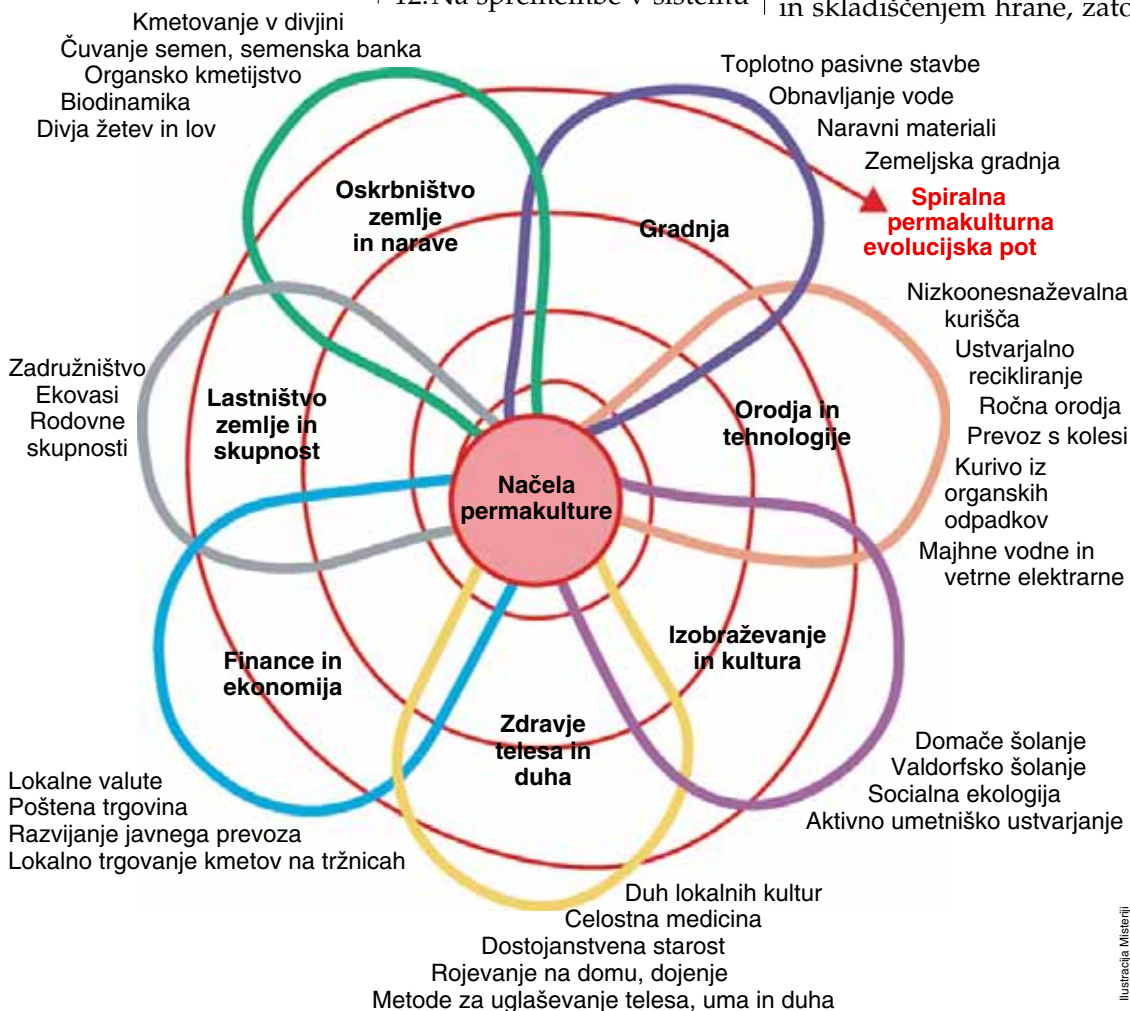 12. Na spremembe v sistemu
in skladiščenjem hrane, zato
Kmetovanje v divjini
Čuvanje semen, semenska banka
Organsko kmetijstvo
Biodinamika
Divja žetev in lov
Toplotno pasivne stavbe
Obnavljanje vode
Naravni materiali
Zemeljska gradnja
Spiralna
permakulturna
evolucijska pot
Oskrbništvo
zemlje
in narave
Gradnja
Nizkoonesnaževalna
kurišča
Ustvarjalno
recikliranje
Ročna orodja
Prevoz s kolesi
Kurivo iz
organskih
odpadkov
Majhne vodne in
vetrne elektrarne
Zadružništvo
Ekovasi
Rodovne
skupnosti
Lastništvo
zemlje in
skupnost
Orodja in
tehnologije
Načela
permakulture
Izobraževanje
in kultura
Finance in
ekonomija
Zdravje
telesa in
duha
Domače šolanje
Valdorfsko šolanje
Socialna ekologija
Aktivno umetniško ustvarjanje
Lokalne valute
Poštena trgovina
Razvijanje javnega prevoza
Lokalno trgovanje kmetov na tržnicah
Duh lokalnih kultur
Celostna medicina
Dostojanstvena starost
Rojevanje na domu, dojenje
Metode za uglaševanje telesa, uma in duha
Ilustracija Misteriji